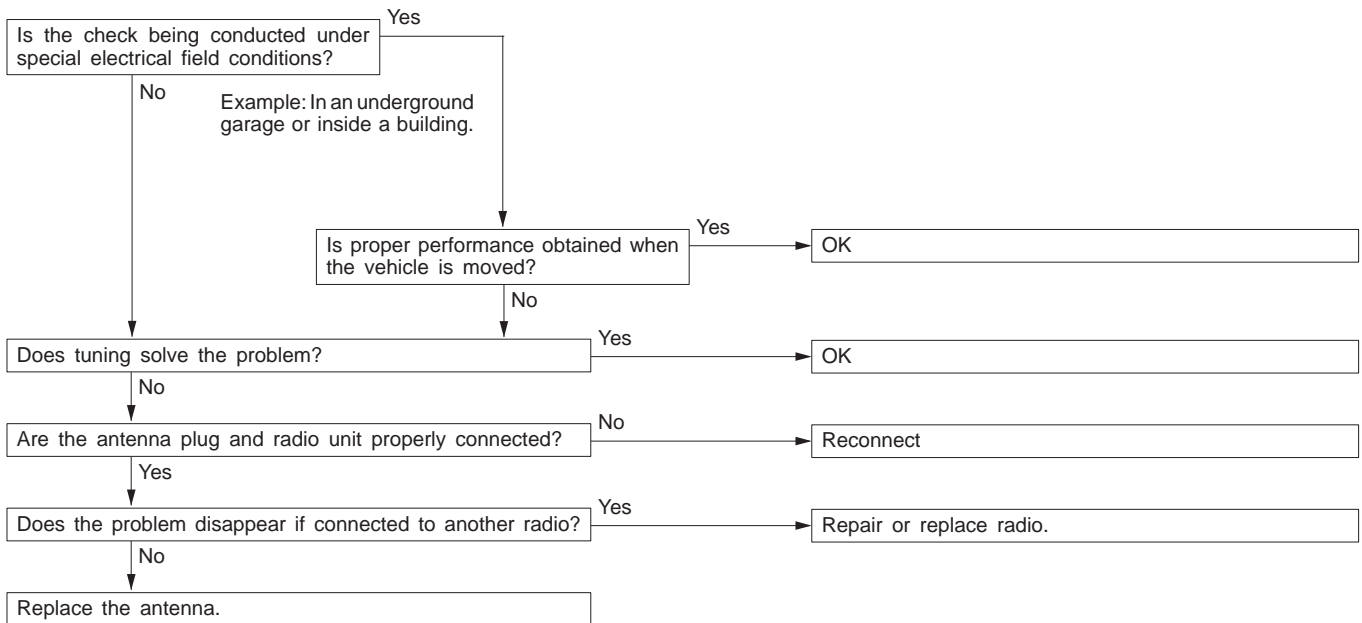 Is the check being conducted under
special electrical field conditions?
Yes
No
Example: In an underground
garage or inside a building.
Is proper performance obtained when
the vehicle is moved?
Yes
OK
No
Does tuning solve the problem?
Yes
OK
No
Are the antenna plug and radio unit properly connected?
No
Reconnect
Yes
Does the problem disappear if connected to another radio?
Yes
Repair or replace radio.
No
Replace the antenna.